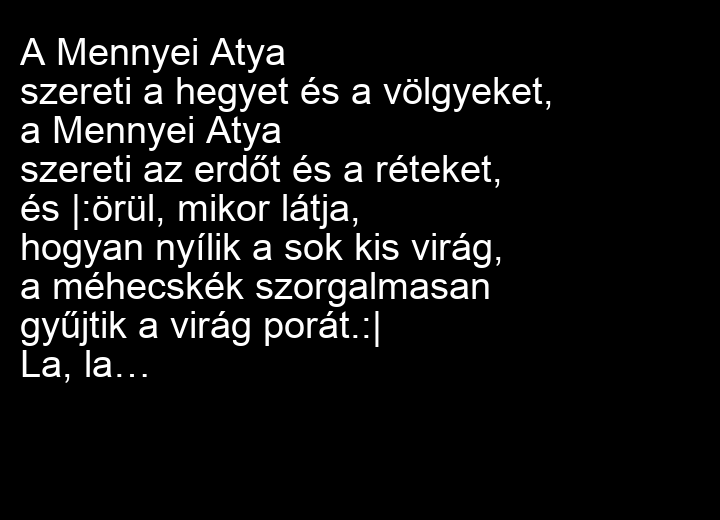 A Mennyei Atya
szereti a hegyet és a völgyeket,
a Mennyei Atya
szereti az erdőt és a réteket,
és |:örül, mikor látja,
hogyan nyílik a sok kis virág,
a méhecskék szorgalmasan
gyűjtik a virág porát.:|
La, la…